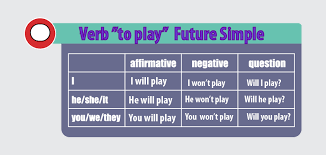 Verb "to play" Future Simple
affirmative negative question
I I will play I won't play Will I play?
he/she/it He will play He won't play Will he play?
you/we/they You will play You won't play Will you play?